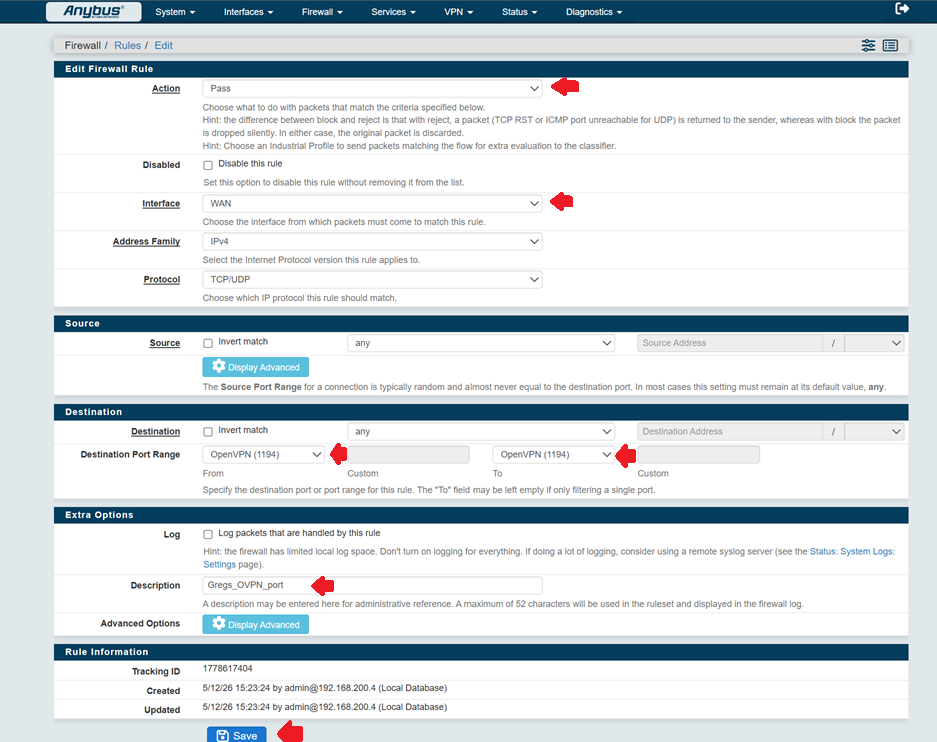 Anybus®
BY HMS NETWORKS
System Interfaces Firewall Services VPN Status Diagnostics
Firewall / Rules / Edit
Edit Firewall Rule
Action Pass
Choose what to do with packets that match the criteria specified below.
Hint: the difference between block and reject is that with reject, a packet (TCP RST or ICMP port unreachable for UDP) is returned to the sender, whereas with block the packet
is dropped silently. In either case, the original packet is discarded.
Hint: Choose an Industrial Profile to send packets matching the flow for extra evaluation to the classifier.
Disabled Disable this rule
Set this option to disable this rule without removing it from the list.
Interface WAN
Choose the interface from which packets must come to match this rule.
Address Family IPv4
Select the Internet Protocol version this rule applies to.
Protocol TCP/UDP
Choose which IP protocol this rule should match.
Source
Source Invert match any Source Address /
Display Advanced
The Source Port Range for a connection is typically random and almost never equal to the destination port. In most cases this setting must remain at its default value, any.
Destination
Destination Invert match any Destination Address /
Destination Port Range OpenVPN (1194) OpenVPN (1194)
From Custom To Custom
Specify the destination port or port range for this rule. The "To" field may be left empty if only filtering a single port.
Extra Options
Log Log packets that are handled by this rule
Hint: the firewall has limited local log space. Don't turn on logging for everything. If doing a lot of logging, consider using a remote syslog server (see the Status: System Logs:
Settings page).
Description Gregs_OVPN_port
A description may be entered here for administrative reference. A maximum of 52 characters will be used in the ruleset and displayed in the firewall log.
Advanced Options Display Advanced
Rule Information
Tracking ID 1778617404
Created 5/12/26 15:23:24 by admin@192.168.200.4 (Local Database)
Updated 5/12/26 15:23:24 by admin@192.168.200.4 (Local Database)
Save